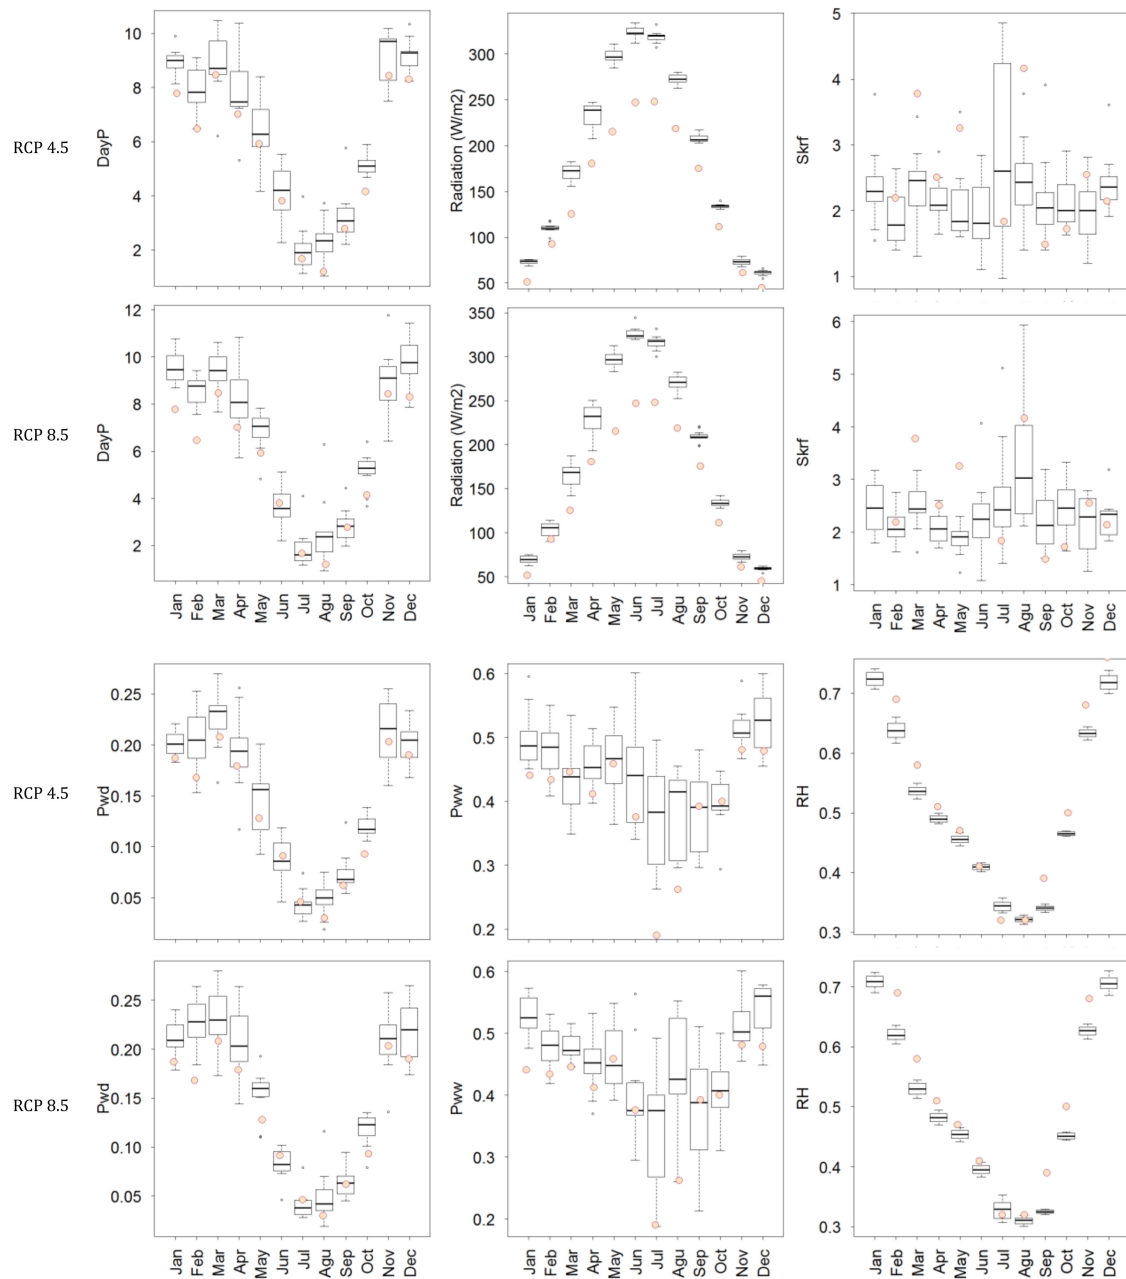 RCP 4.5
DayP
10
8
6
4
2
Radiation (W/m2)
300
250
200
150
100
50
Skrf
5
4
3
2
1
RCP 8.5
DayP
12
10
8
6
4
2
Jan Feb Mar Apr May Jun Jul Agu Sep Oct Nov Dec
Radiation (W/m2)
350
300
250
200
150
100
50
Jan Feb Mar Apr May Jun Jul Agu Sep Oct Nov Dec
Skrf
6
5
4
3
2
1
Jan Feb Mar Apr May Jun Jul Agu Sep Oct Nov Dec
RCP 4.5
Pwd
0.25
0.20
0.15
0.10
0.05
Pww
0.6
0.5
0.4
0.3
0.2
RH
0.7
0.6
0.5
0.4
0.3
RCP 8.5
Pwd
0.25
0.20
0.15
0.10
0.05
Jan Feb Mar Apr May Jun Jul Agu Sep Oct Nov Dec
Pww
0.6
0.5
0.4
0.3
0.2
Jan Feb Mar Apr May Jun Jul Agu Sep Oct Nov Dec
RH
0.7
0.6
0.5
0.4
0.3
Jan Feb Mar Apr May Jun Jul Agu Sep Oct Nov Dec